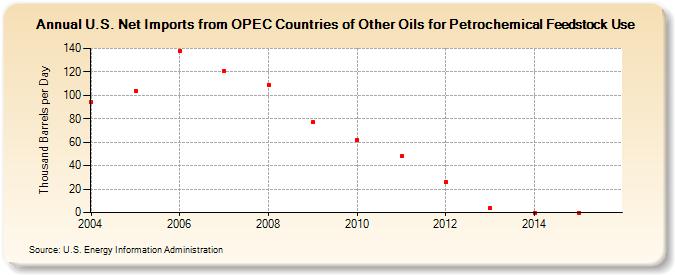 Annual U.S. Net Imports from OPEC Countries of Other Oils for Petrochemical Feedstock Use
Thousand Barrels per Day
140
120
100
80
60
40
20
0
2004 2006 2008 2010 2012 2014
Source: U.S. Energy Information Administration